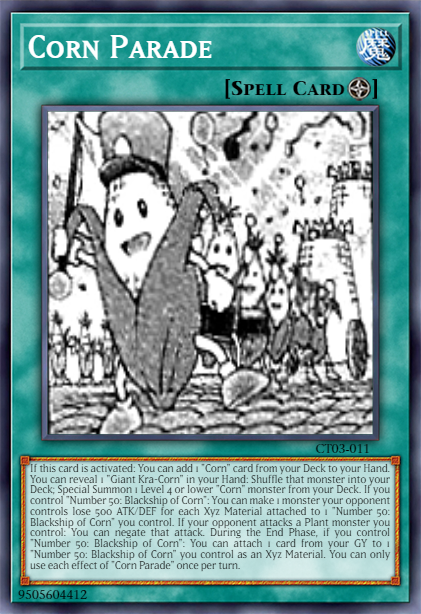 Corn Parade
魔
[Spell Card]
CT03-011
If this card is activated: You can add 1 "Corn" card from your Deck to your Hand.
You can reveal 1 "Giant Kra-Corn" in your Hand; Shuffle that monster into your
Deck; Special Summon 1 Level 4 or lower "Corn" monster from your Deck. If you
control "Number 50: Blackship of Corn": You can make 1 monster your opponent
controls lose 500 ATK/DEF for each Xyz Material attached to 1 "Number 50:
Blackship of Corn" you control. If your opponent attacks a Plant monster you
control: You can negate that attack. During the End Phase, if you control
"Number 50: Blackship of Corn": You can attach 1 card from your GY to 1
"Number 50: Blackship of Corn" you control as an Xyz Material. You can only
use each effect of "Corn Parade" once per turn.
9505604412